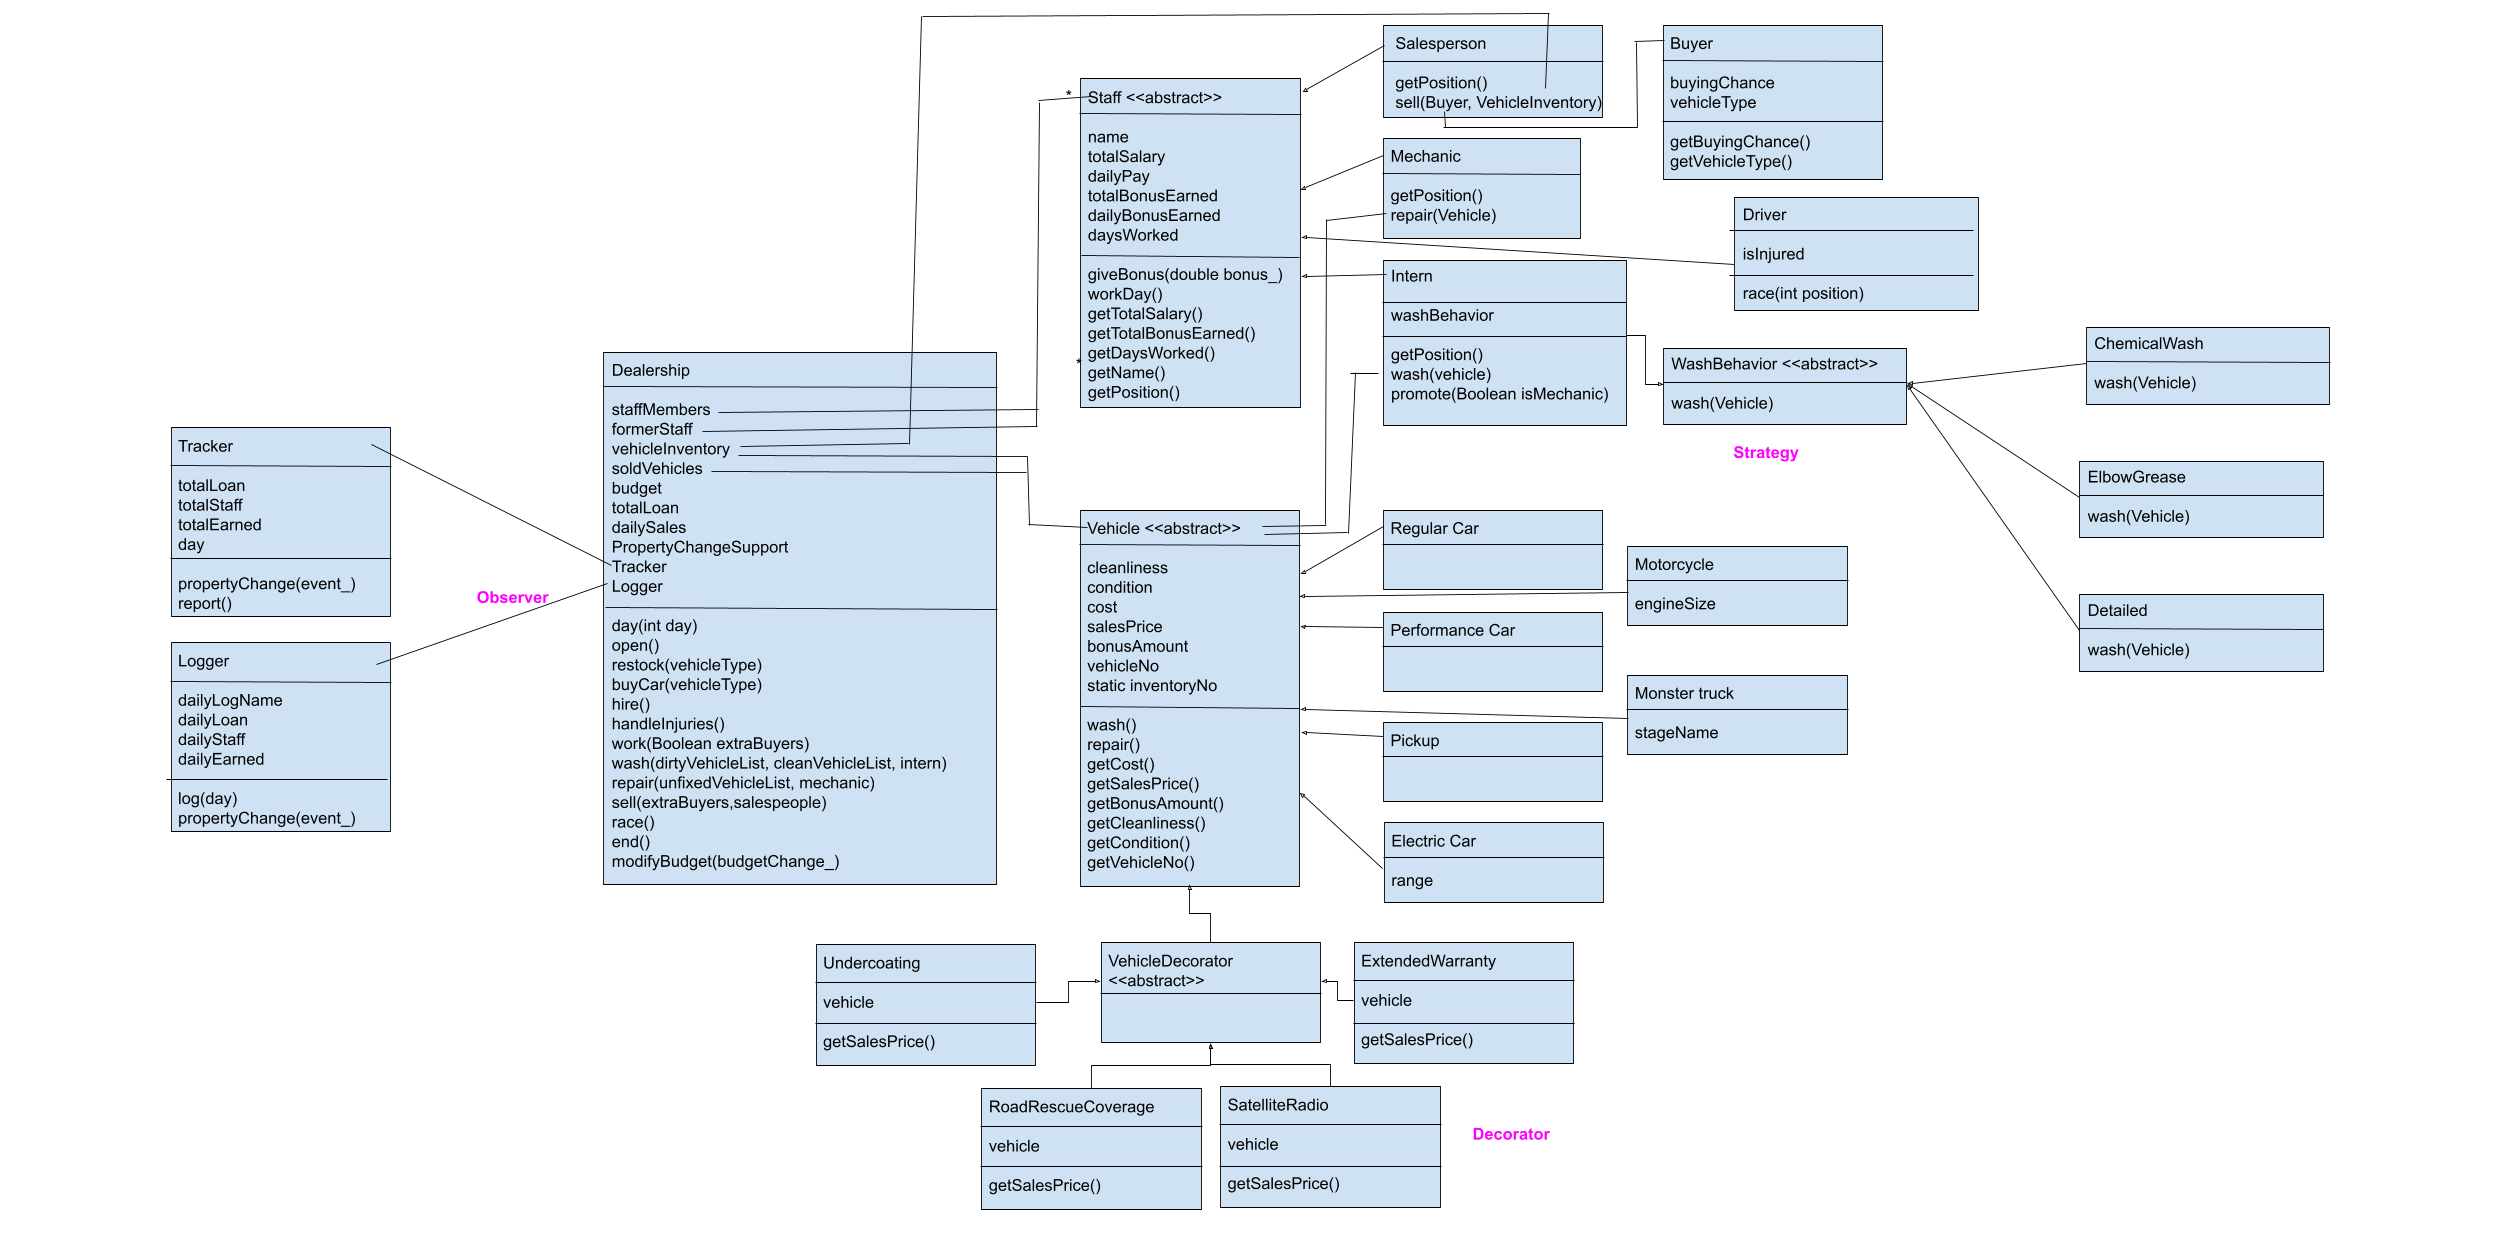 Salesperson
getPosition()
sell(Buyer, VehicleInventory)
Buyer
buyingChance
vehicleType
getBuyingChance()
getVehicleType()
*
Staff <<abstract>>
name
totalSalary
dailyPay
totalBonusEarned
dailyBonusEarned
daysWorked
giveBonus(double bonus_)
workDay()
getTotalSalary()
getTotalBonusEarned()
getDaysWorked()
*
getName()
getPosition()
Mechanic
getPosition()
repair(Vehicle)
Driver
isInjured
race(int position)
Intern
washBehavior
getPosition()
wash(vehicle)
promote(Boolean isMechanic)
WashBehavior <<abstract>>
wash(Vehicle)
Strategy
ChemicalWash
wash(Vehicle)
ElbowGrease
wash(Vehicle)
Detailed
wash(Vehicle)
Dealership
staffMembers
formerStaff
vehicleInventory
soldVehicles
budget
totalLoan
dailySales
PropertyChangeSupport
Tracker
Logger
day(int day)
open()
restock(vehicleType)
buyCar(vehicleType)
hire()
handleInjuries()
work(Boolean extraBuyers)
wash(dirtyVehicleList, cleanVehicleList, intern)
repair(unfixedVehicleList, mechanic)
sell(extraBuyers,salespeople)
race()
end()
modifyBudget(budgetChange_)
Tracker
totalLoan
totalStaff
totalEarned
day
propertyChange(event_)
report()
Observer
Logger
dailyLogName
dailyLoan
dailyStaff
dailyEarned
log(day)
propertyChange(event_)
Vehicle <<abstract>>
cleanliness
condition
cost
salesPrice
bonusAmount
vehicleNo
static inventoryNo
wash()
repair()
getCost()
getSalesPrice()
getBonusAmount()
getCleanliness()
getCondition()
getVehicleNo()
Regular Car
Motorcycle
engineSize
Performance Car
Monster truck
stageName
Pickup
Electric Car
range
Undercoating
vehicle
getSalesPrice()
VehicleDecorator
<<abstract>>
ExtendedWarranty
vehicle
getSalesPrice()
RoadRescueCoverage
vehicle
getSalesPrice()
SatelliteRadio
vehicle
getSalesPrice()
Decorator